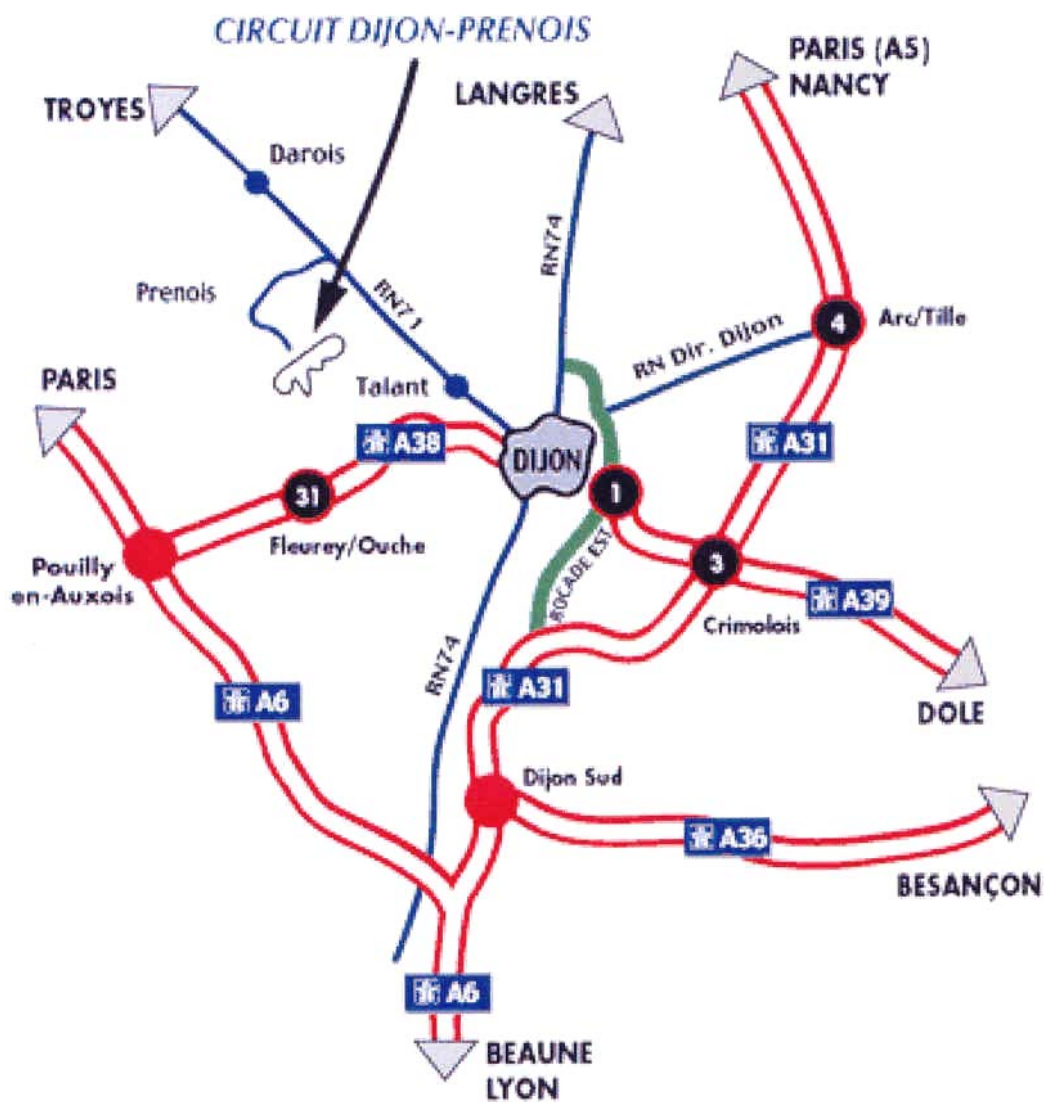 CIRCUIT DIJON-PRENOIS
PARIS (A5)
NANCY
TROYES
LANGRES
Darois
RN74
Prenois
RN71
4
Arc/Tille
RN Dir. Dijon
PARIS
Talant
A38
DIJON
A31
31
1
Fleurey/Ouche
Pouilly
en-Auxois
ROCADE EST
3
A39
Crimolois
RN74
A6
A31
DOLE
Dijon Sud
A36
BESANÇON
A6
BEAUNE
LYON